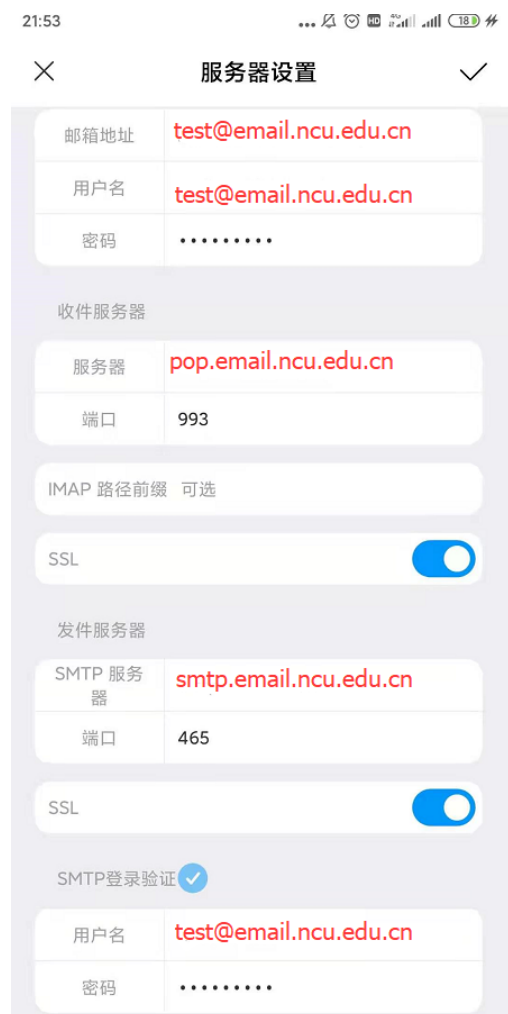 21:53 HD 4G 18
服务器设置
邮箱地址 test@email.ncu.edu.cn
用户名 test@email.ncu.edu.cn
密码 •••••••••
收件服务器
服务器 pop.email.ncu.edu.cn
端口 993
IMAP 路径前缀 可选
SSL
发件服务器
SMTP 服务
器 smtp.email.ncu.edu.cn
端口 465
SSL
SMTP登录验证
用户名 test@email.ncu.edu.cn
密码 •••••••••